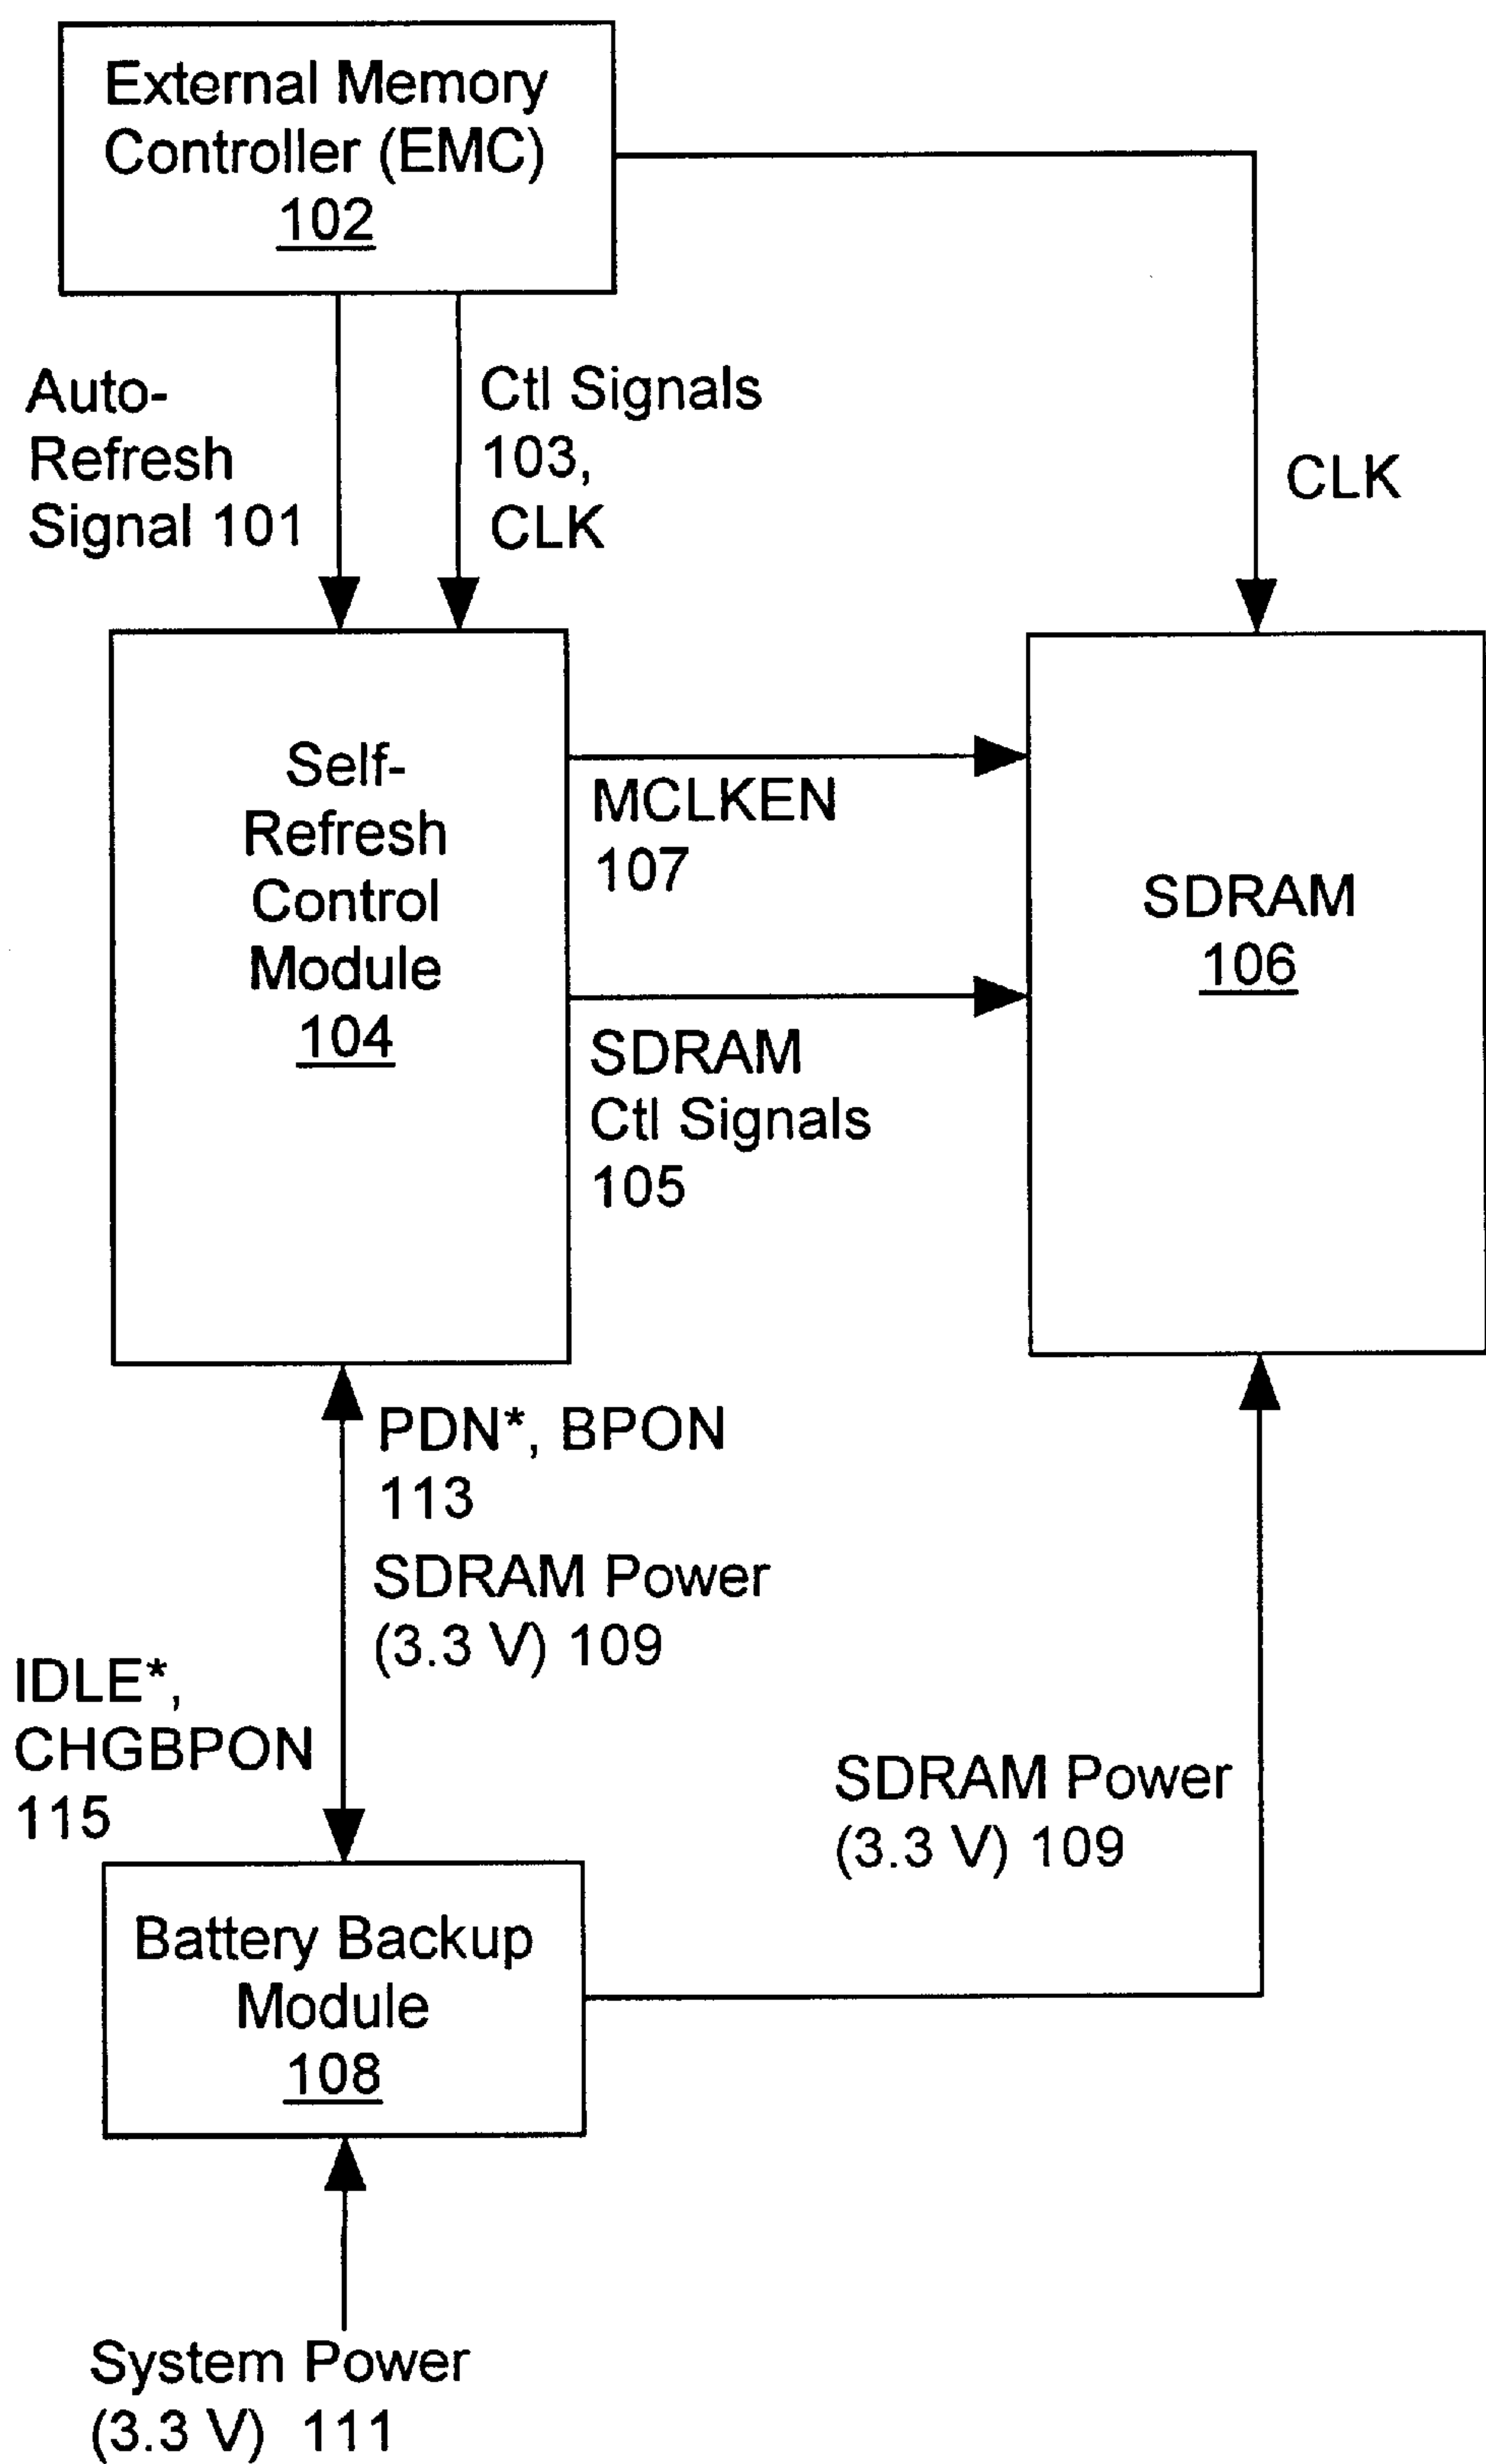 External Memory
Controller (EMC)
102
Auto-
Refresh
Signal 101
Ctl Signals
103,
CLK
CLK
Self-
Refresh
Control
Module
104
MCLKEN
107
SDRAM
Ctl Signals
105
SDRAM
106
PDN*, BPON
113
SDRAM Power
(3.3 V) 109
IDLE*,
CHGBPON
115
SDRAM Power
(3.3 V) 109
Battery Backup
Module
108
System Power
(3.3 V) 111